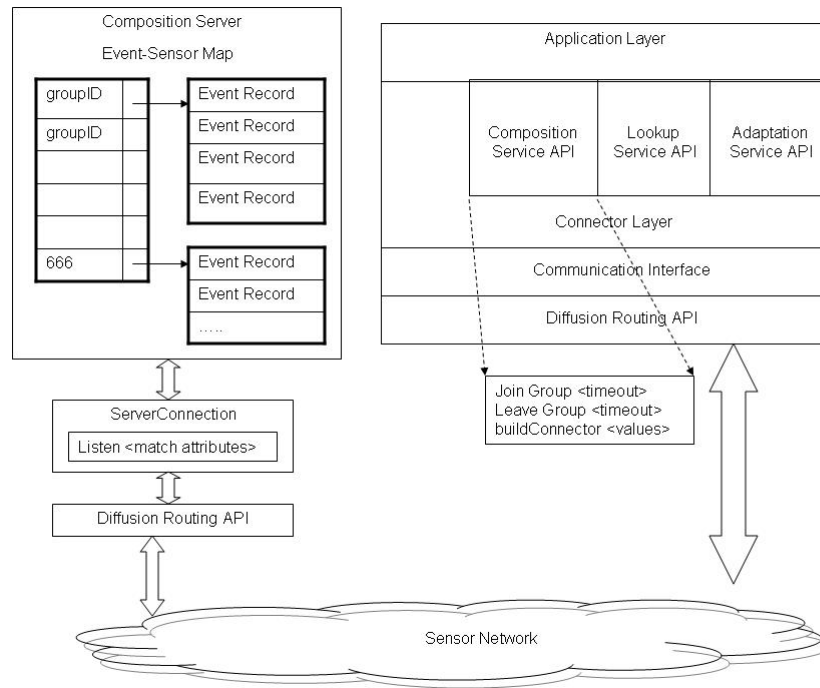 Composition Server
Event-Sensor Map
groupID
groupID
666
Event Record
Event Record
Event Record
Event Record
Event Record
Event Record
.....
ServerConnection
Listen <match attributes>
Diffusion Routing API
Application Layer
Composition
Service API
Lookup
Service API
Adaptation
Service API
Connector Layer
Communication Interface
Diffusion Routing API
Join Group <timeout>
Leave Group <timeout>
buildConnector <values>
Sensor Network